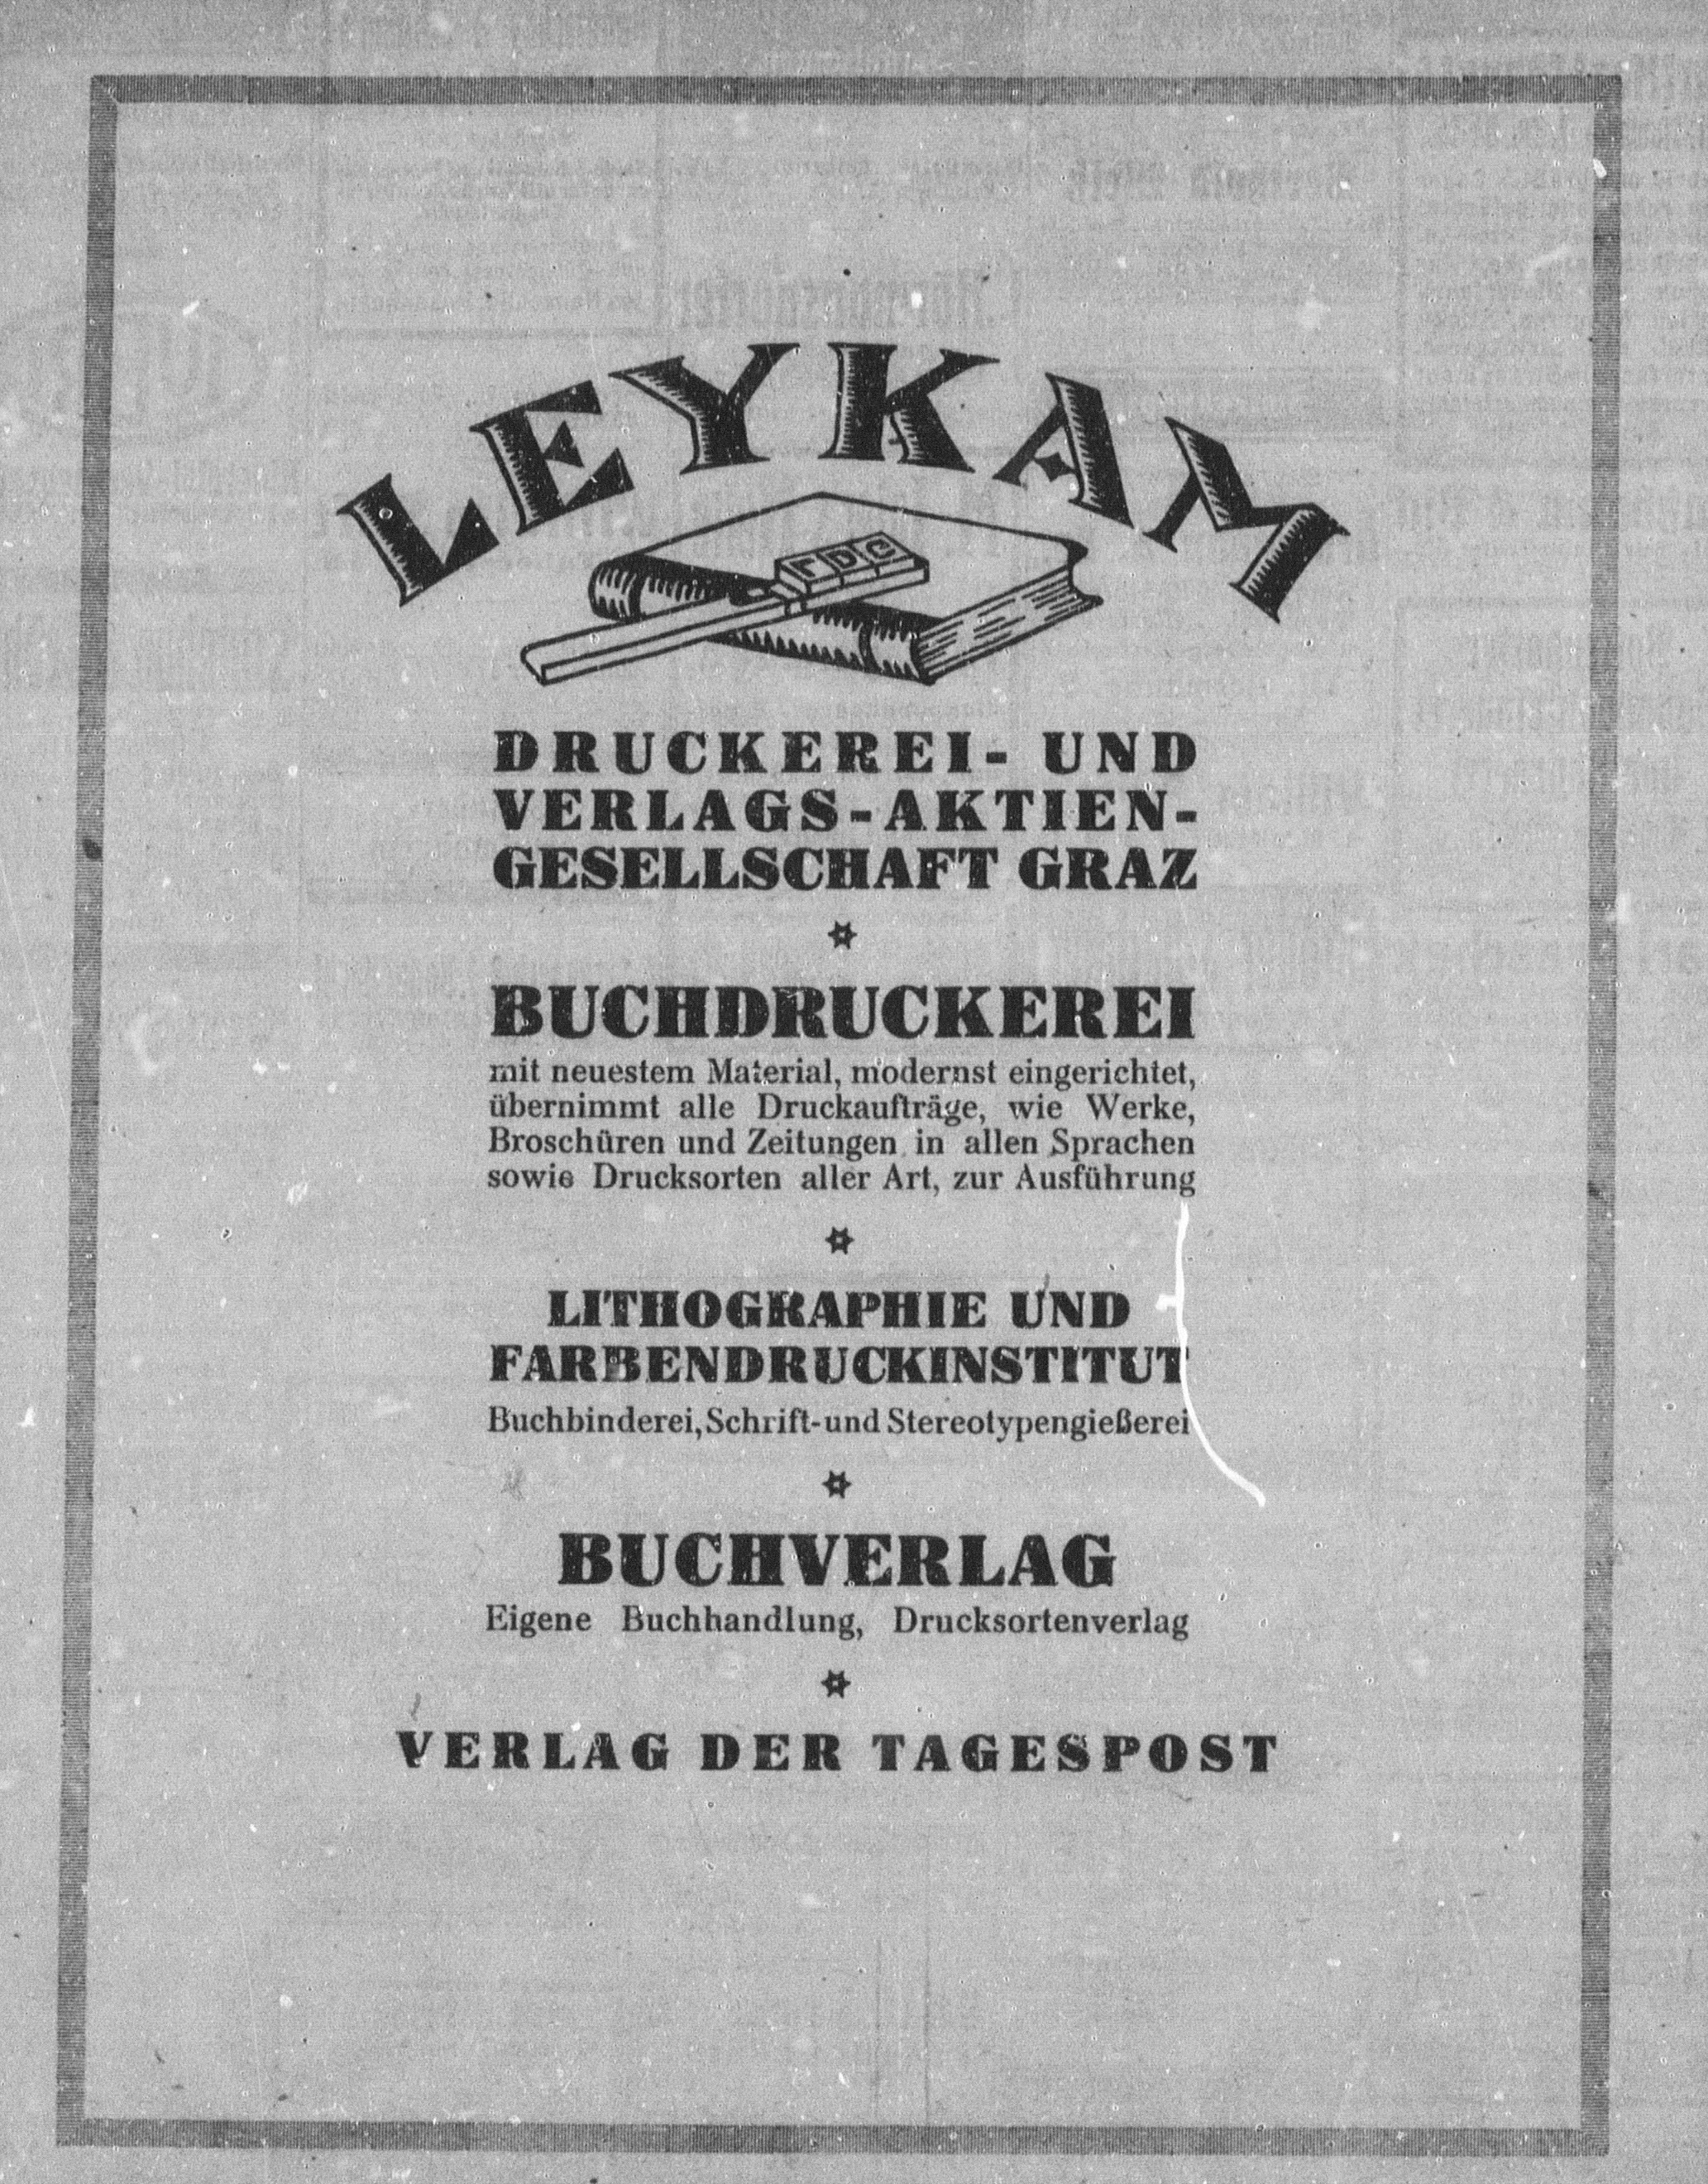 LEYKAM
DRUCKEREI- UND
VERLAGS-AKTIEN-
GESELLSCHAFT GRAZ
BUCHDRUCKEREI
mit neuestem Material, modernst eingerichtet,
übernimmt alle Druckaufträge, wie Werke,
Broschüren und Zeitungen in allen Sprachen
sowie Drucksorten aller Art, zur Ausführung
LITHOGRAPHIE UND
FARBENDRUCKINSTITUT
Buchbinderei, Schrift- und Stereotypengießerei
BUCHVERLAG
Eigene Buchhandlung, Drucksortenverlag
VERLAG DER TAGESPOST